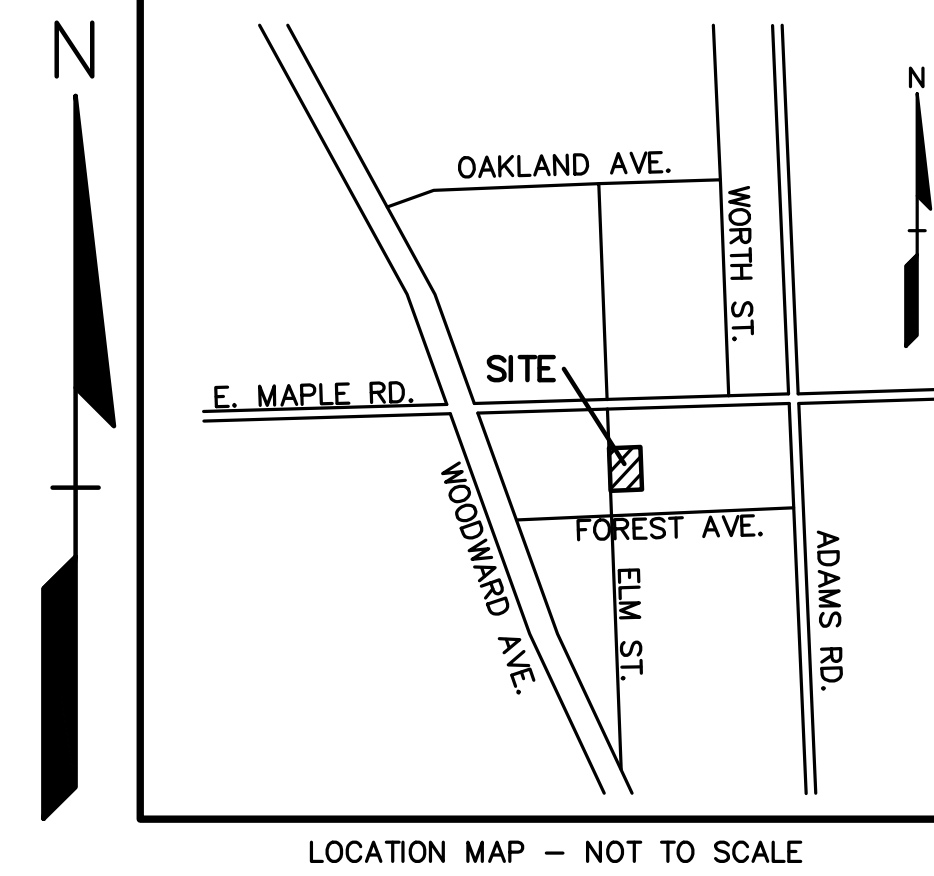 N
N
OAKLAND AVE.
WORTH ST.
SITE
E. MAPLE RD.
WOODWARD AVE.
FOREST AVE.
ELM ST.
ADAMS RD.
LOCATION MAP – NOT TO SCALE